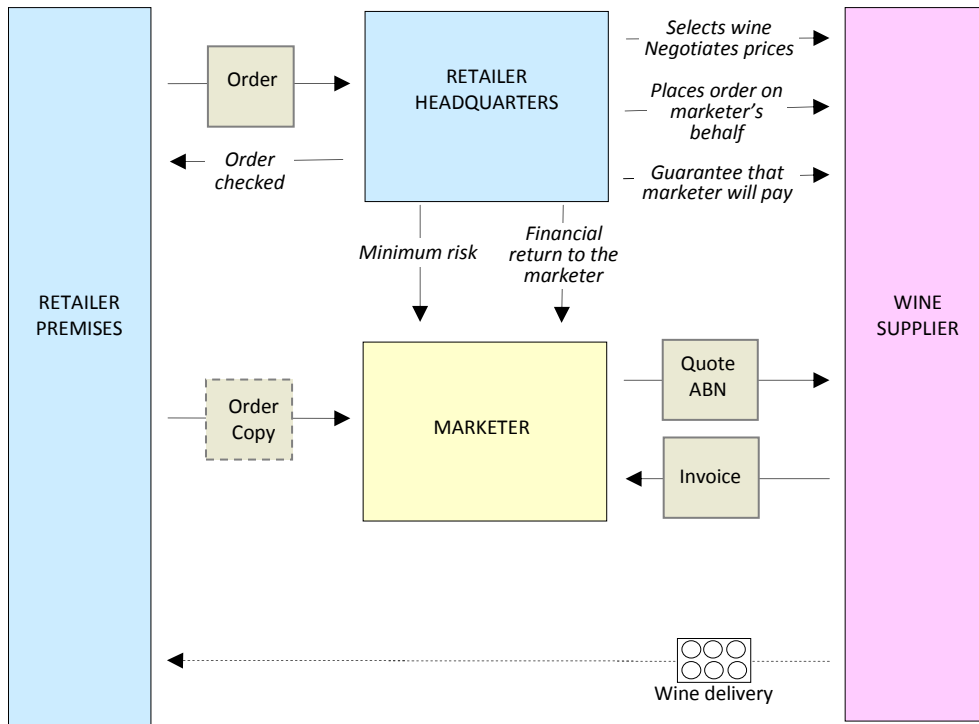 Selects wine
Negotiates prices
Order
RETAILER
HEADQUARTERS
Places order on
marketer’s
behalf
Order
checked
Guarantee that
marketer will pay
Minimum risk
Financial
return to the
marketer
RETAILER
PREMISES
WINE
SUPPLIER
Quote
ABN
Order
Copy
MARKETER
Invoice
Wine delivery